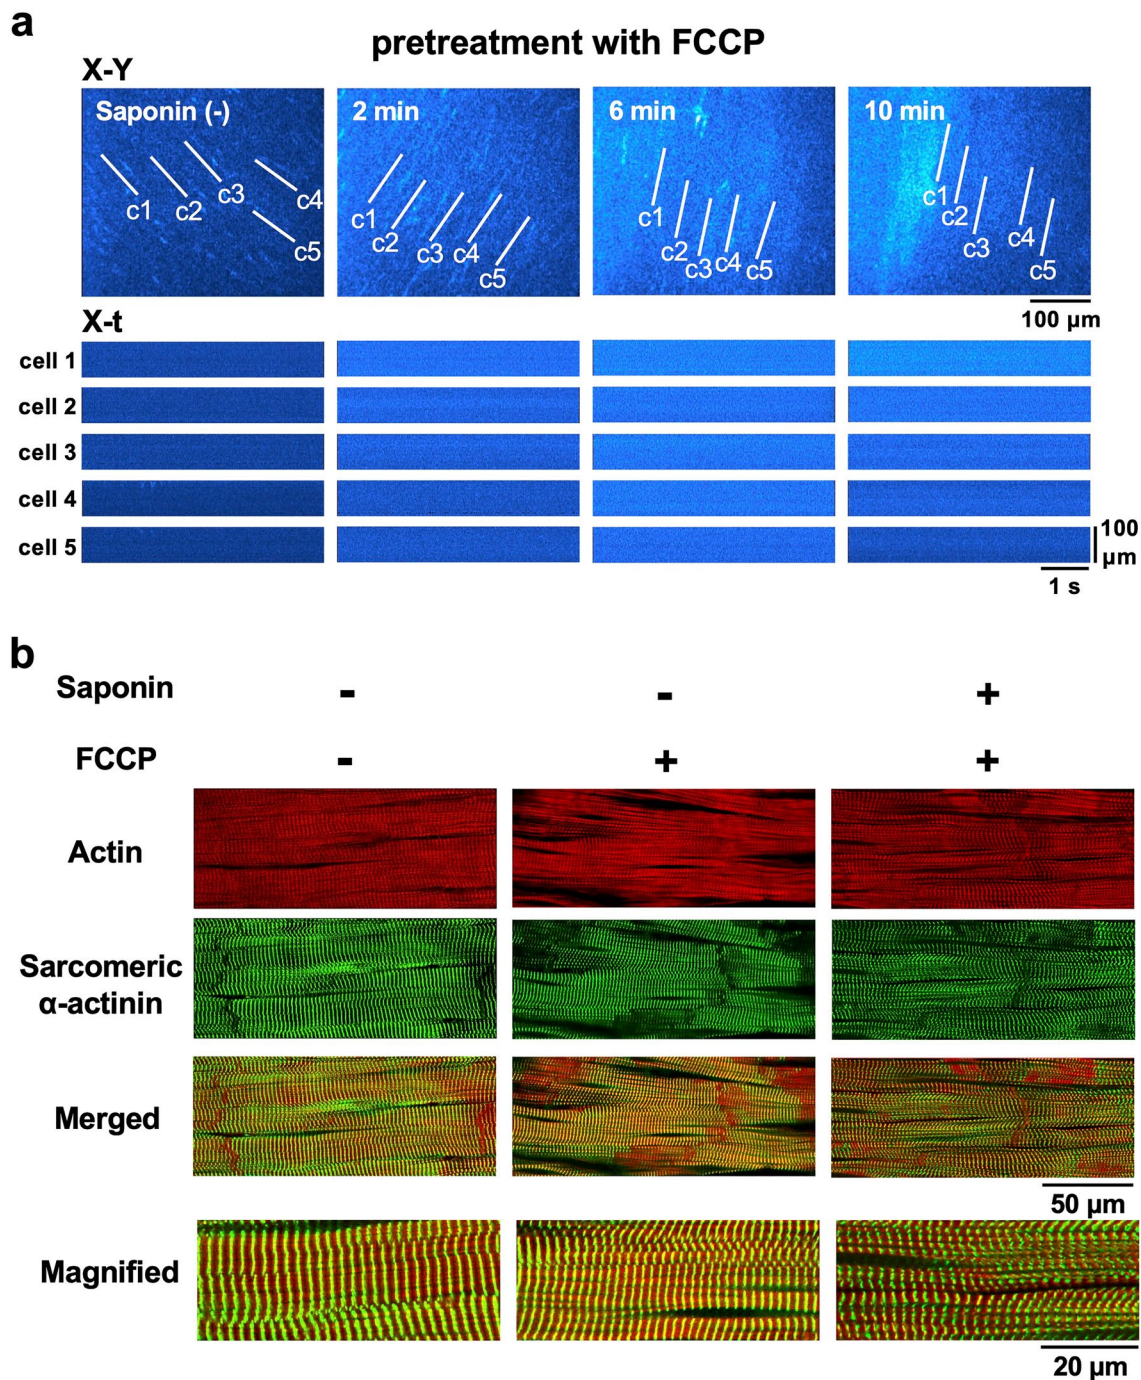 a
pretreatment with FCCP
X-Y
Saponin (-)
2 min
6 min
10 min
c1
c2
c3
c4
c5
c1
c2
c3
c4
c5
c1
c2
c3
c4
c5
c1
c2
c3
c4
c5
100 µm
X-t
cell 1
cell 2
cell 3
cell 4
cell 5
100
µm
1 s
b
Saponin - - +
FCCP - + +
Actin
Sarcomeric
α-actinin
Merged
50 µm
Magnified
20 µm